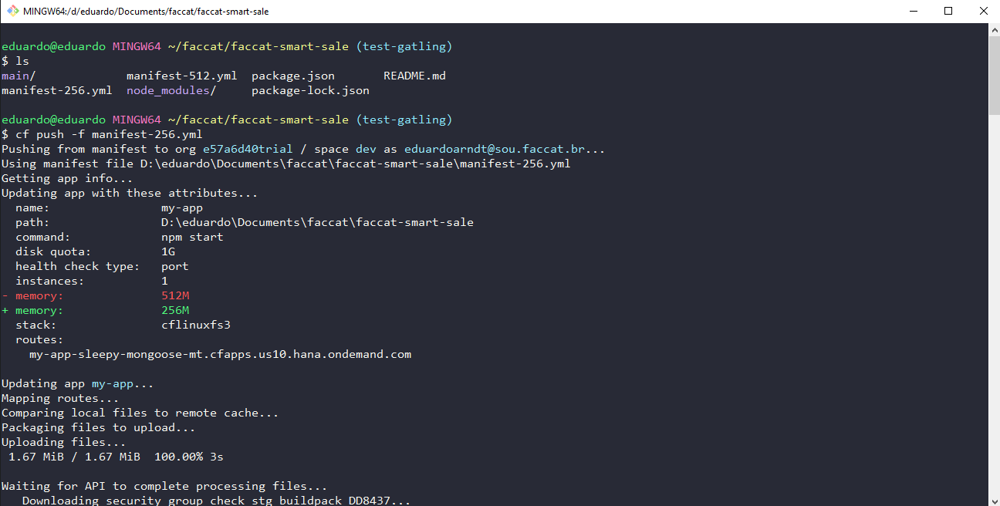 MINGW64:/d/eduardo/Documents/faccat/faccat-smart-sale
eduardo@eduardo MINGW64 ~/faccat/faccat-smart-sale (test-gatling)
$ ls
main/ manifest-512.yml package.json README.md
manifest-256.yml node_modules/ package-lock.json
eduardo@eduardo MINGW64 ~/faccat/faccat-smart-sale (test-gatling)
$ cf push -f manifest-256.yml
Pushing from manifest to org e57a6d40trial / space dev as eduardoarndt@sou.faccat.br...
Using manifest file D:\eduardo\Documents\faccat\faccat-smart-sale\manifest-256.yml
Getting app info...
Updating app with these attributes...
name: my-app
path: D:\eduardo\Documents\faccat\faccat-smart-sale
command: npm start
disk quota: 1G
health check type: port
instances: 1
- memory: 512M
+ memory: 256M
stack: cflinuxfs3
routes:
my-app-sleepy-mongoose-mt.cfapps.us10.hana.ondemand.com
Updating app my-app...
Mapping routes...
Comparing local files to remote cache...
Packaging files to upload...
Uploading files...
1.67 MiB / 1.67 MiB 100.00% 3s
Waiting for API to complete processing files...
Downloading security group check stg buildpack DD8437...